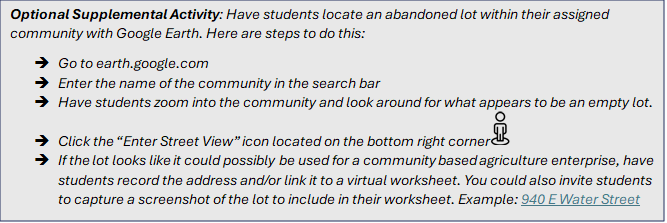 Optional Supplemental Activity: Have students locate an abandoned lot within their assigned
community with Google Earth. Here are steps to do this:
➔ Go to earth.google.com
➔ Enter the name of the community in the search bar
➔ Have students zoom into the community and look around for what appears to be an empty lot.
➔ Click the “Enter Street View” icon located on the bottom right corner
➔ If the lot looks like it could possibly be used for a community based agriculture enterprise, have
students record the address and/or link it to a virtual worksheet. You could also invite students
to capture a screenshot of the lot to include in their worksheet. Example: 940 E Water Street